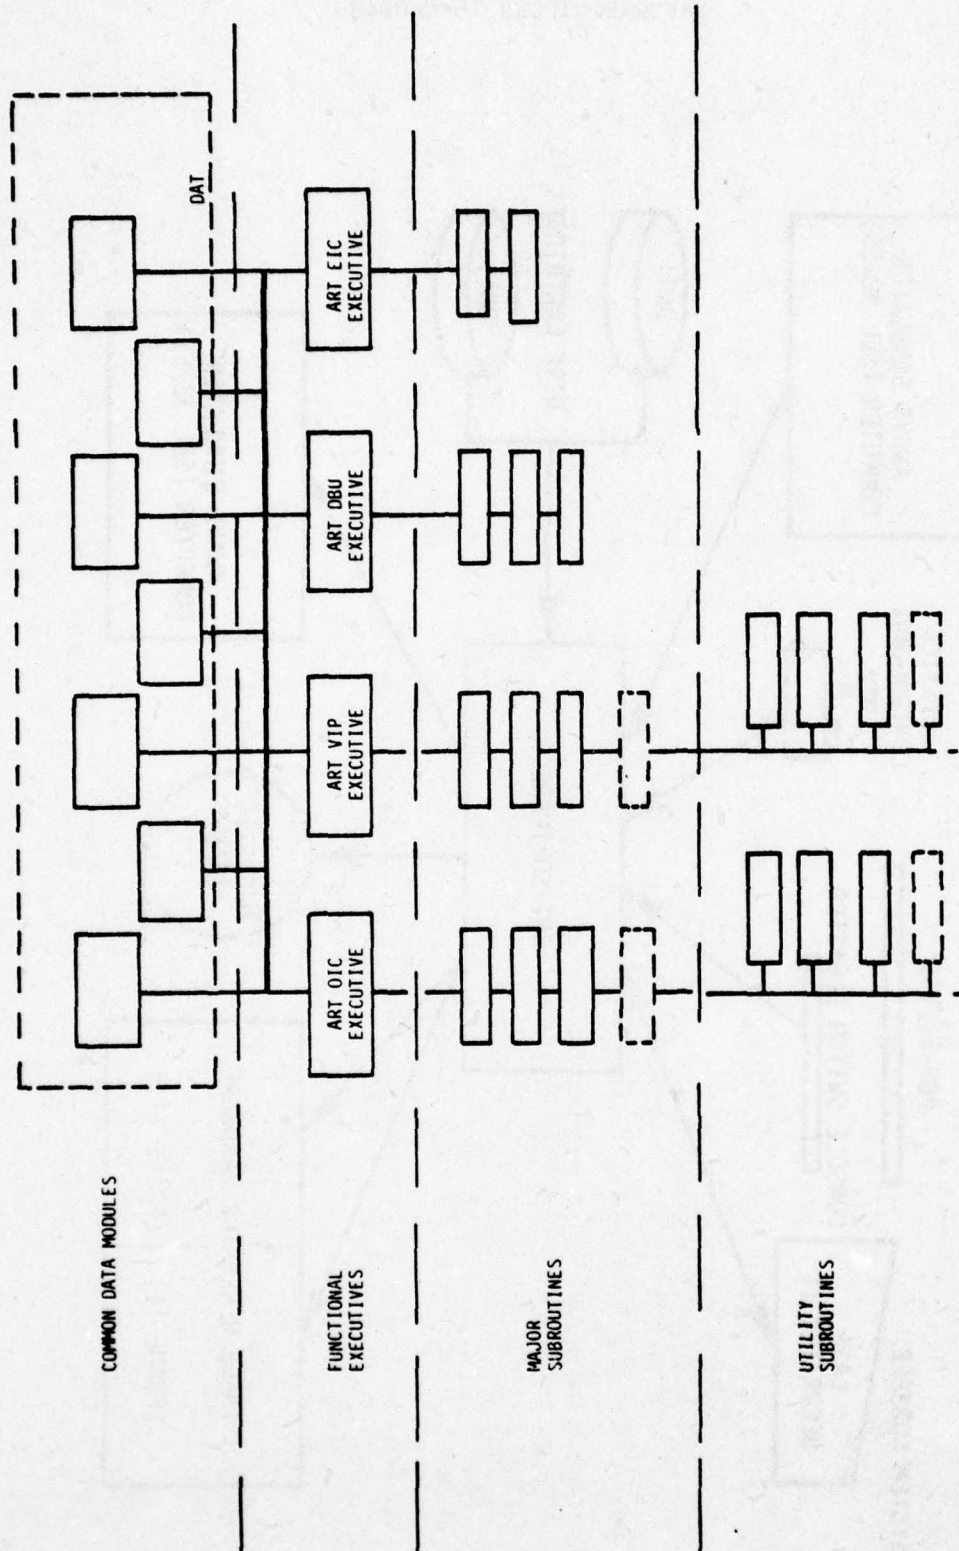 COMMON DATA MODULES
DAT
FUNCTIONAL
EXECUTIVES
ART OIC
EXECUTIVE
ART VIP
EXECUTIVE
ART DBU
EXECUTIVE
ART EIC
EXECUTIVE
MAJOR
SUBROUTINES
UTILITY
SUBROUTINES